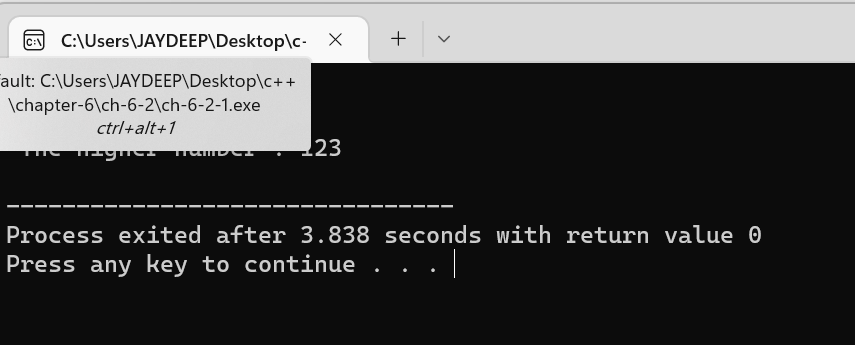 C:\Users\JAYDEEP\Desktop\c-
ault: C:\Users\JAYDEEP\Desktop\c++
\chapter-6\ch-6-2\ch-6-2-1.exe
ctrl+alt+1
The higher number : 123
--------------------------------
Process exited after 3.838 seconds with return value 0
Press any key to continue . . .